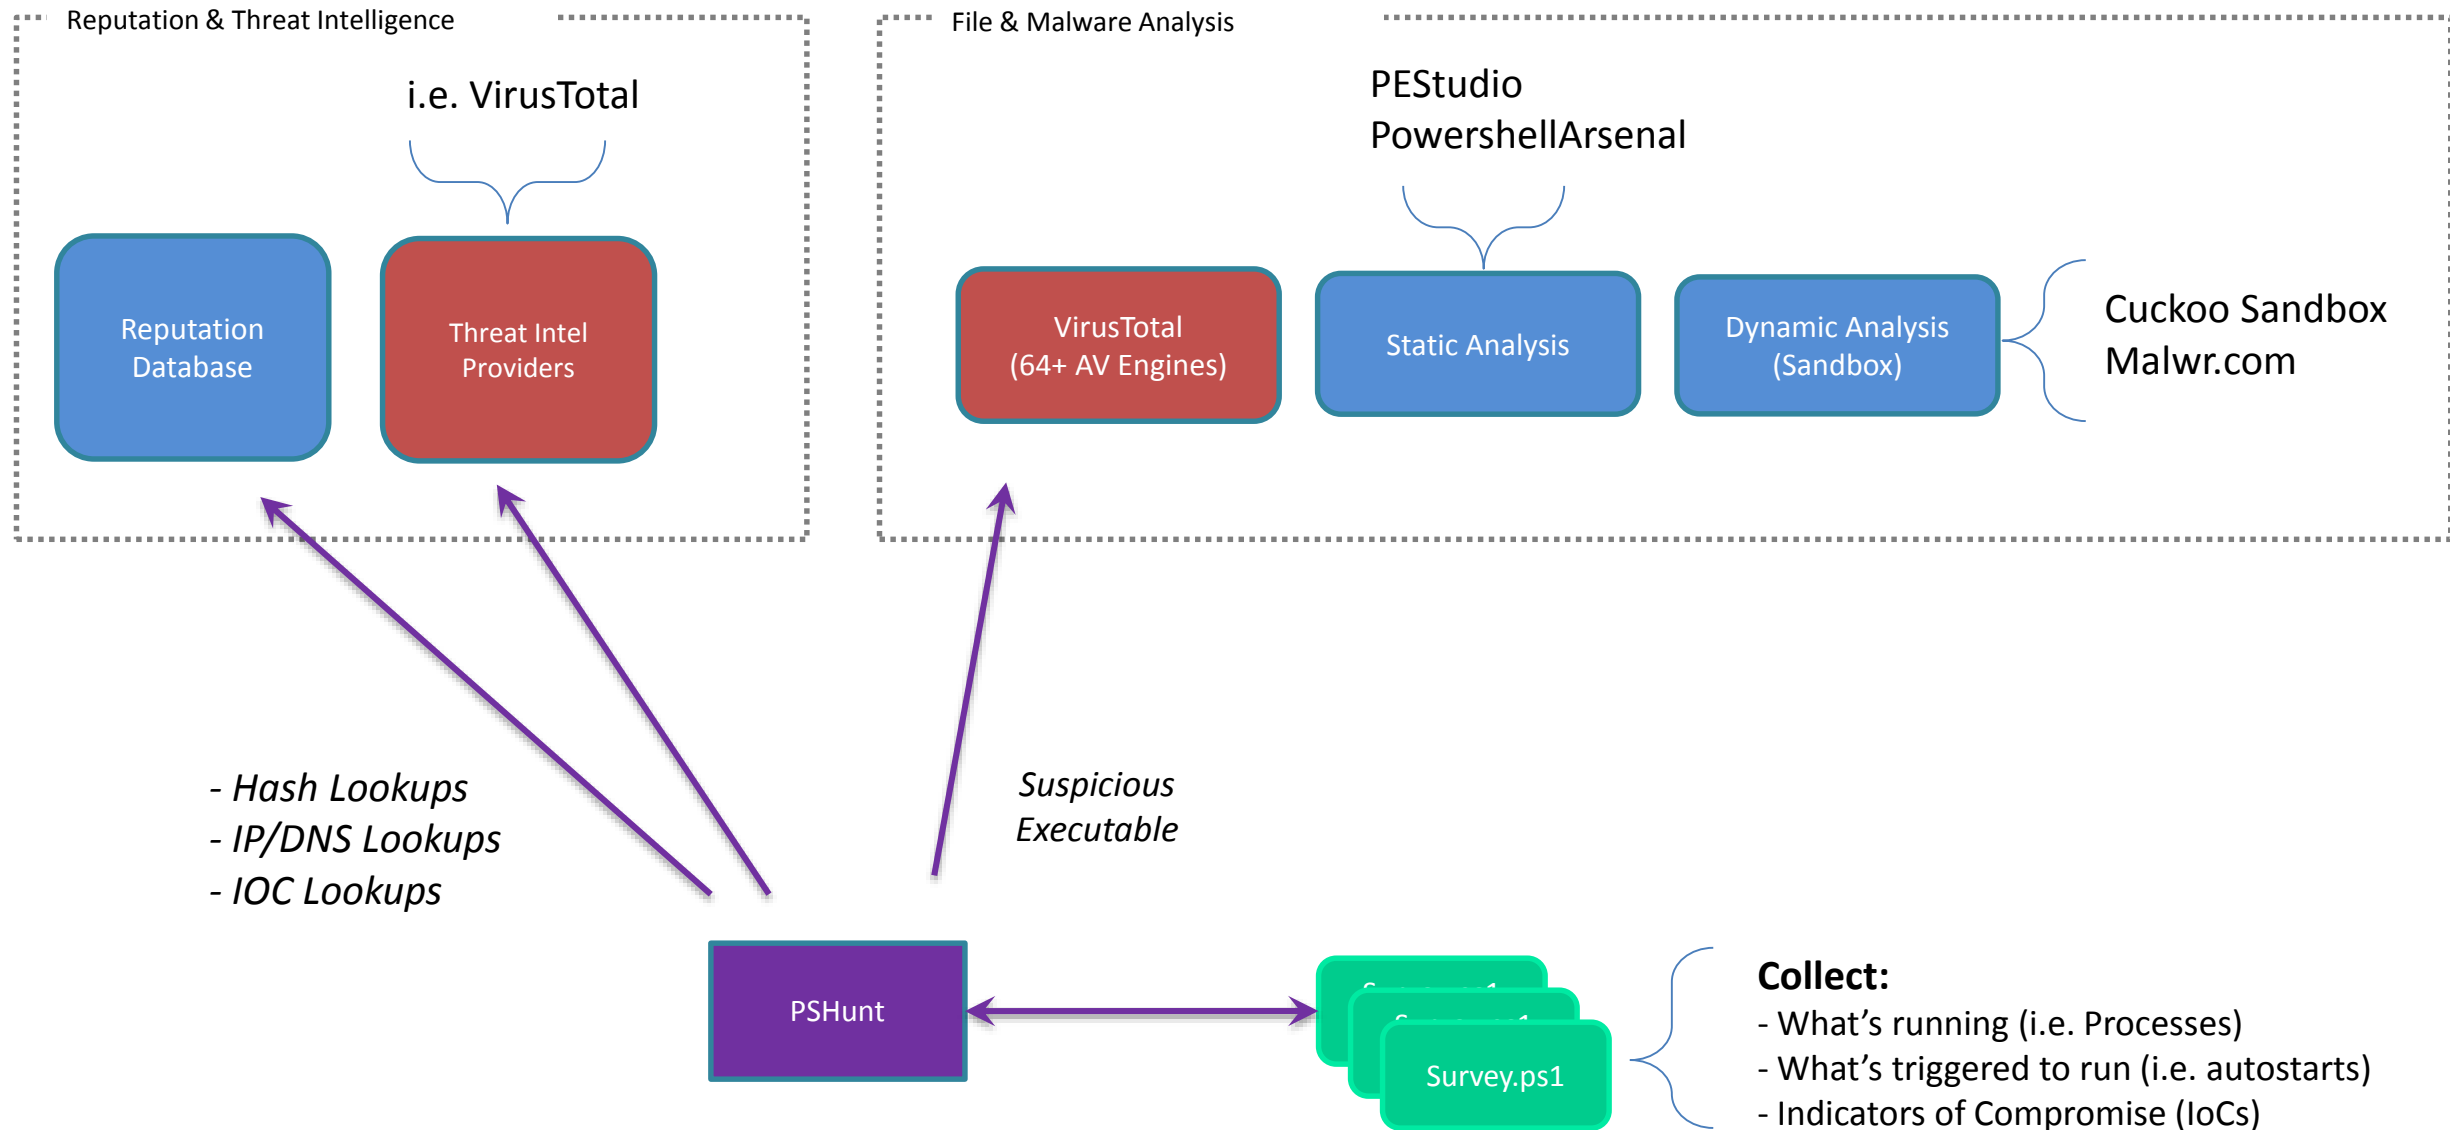 Reputation & Threat Intelligence
i.e. VirusTotal
Reputation
Database
Threat Intel
Providers
File & Malware Analysis
PEStudio
PowershellArsenal
VirusTotal
(64+ AV Engines)
Static Analysis
Dynamic Analysis
(Sandbox)
Cuckoo Sandbox
Malwr.com
- Hash Lookups
- IP/DNS Lookups
- IOC Lookups
Suspicious
Executable
PSHunt
Survey.ps1
Collect:
- What's running (i.e. Processes)
- What's triggered to run (i.e. autostarts)
- Indicators of Compromise (IoCs)